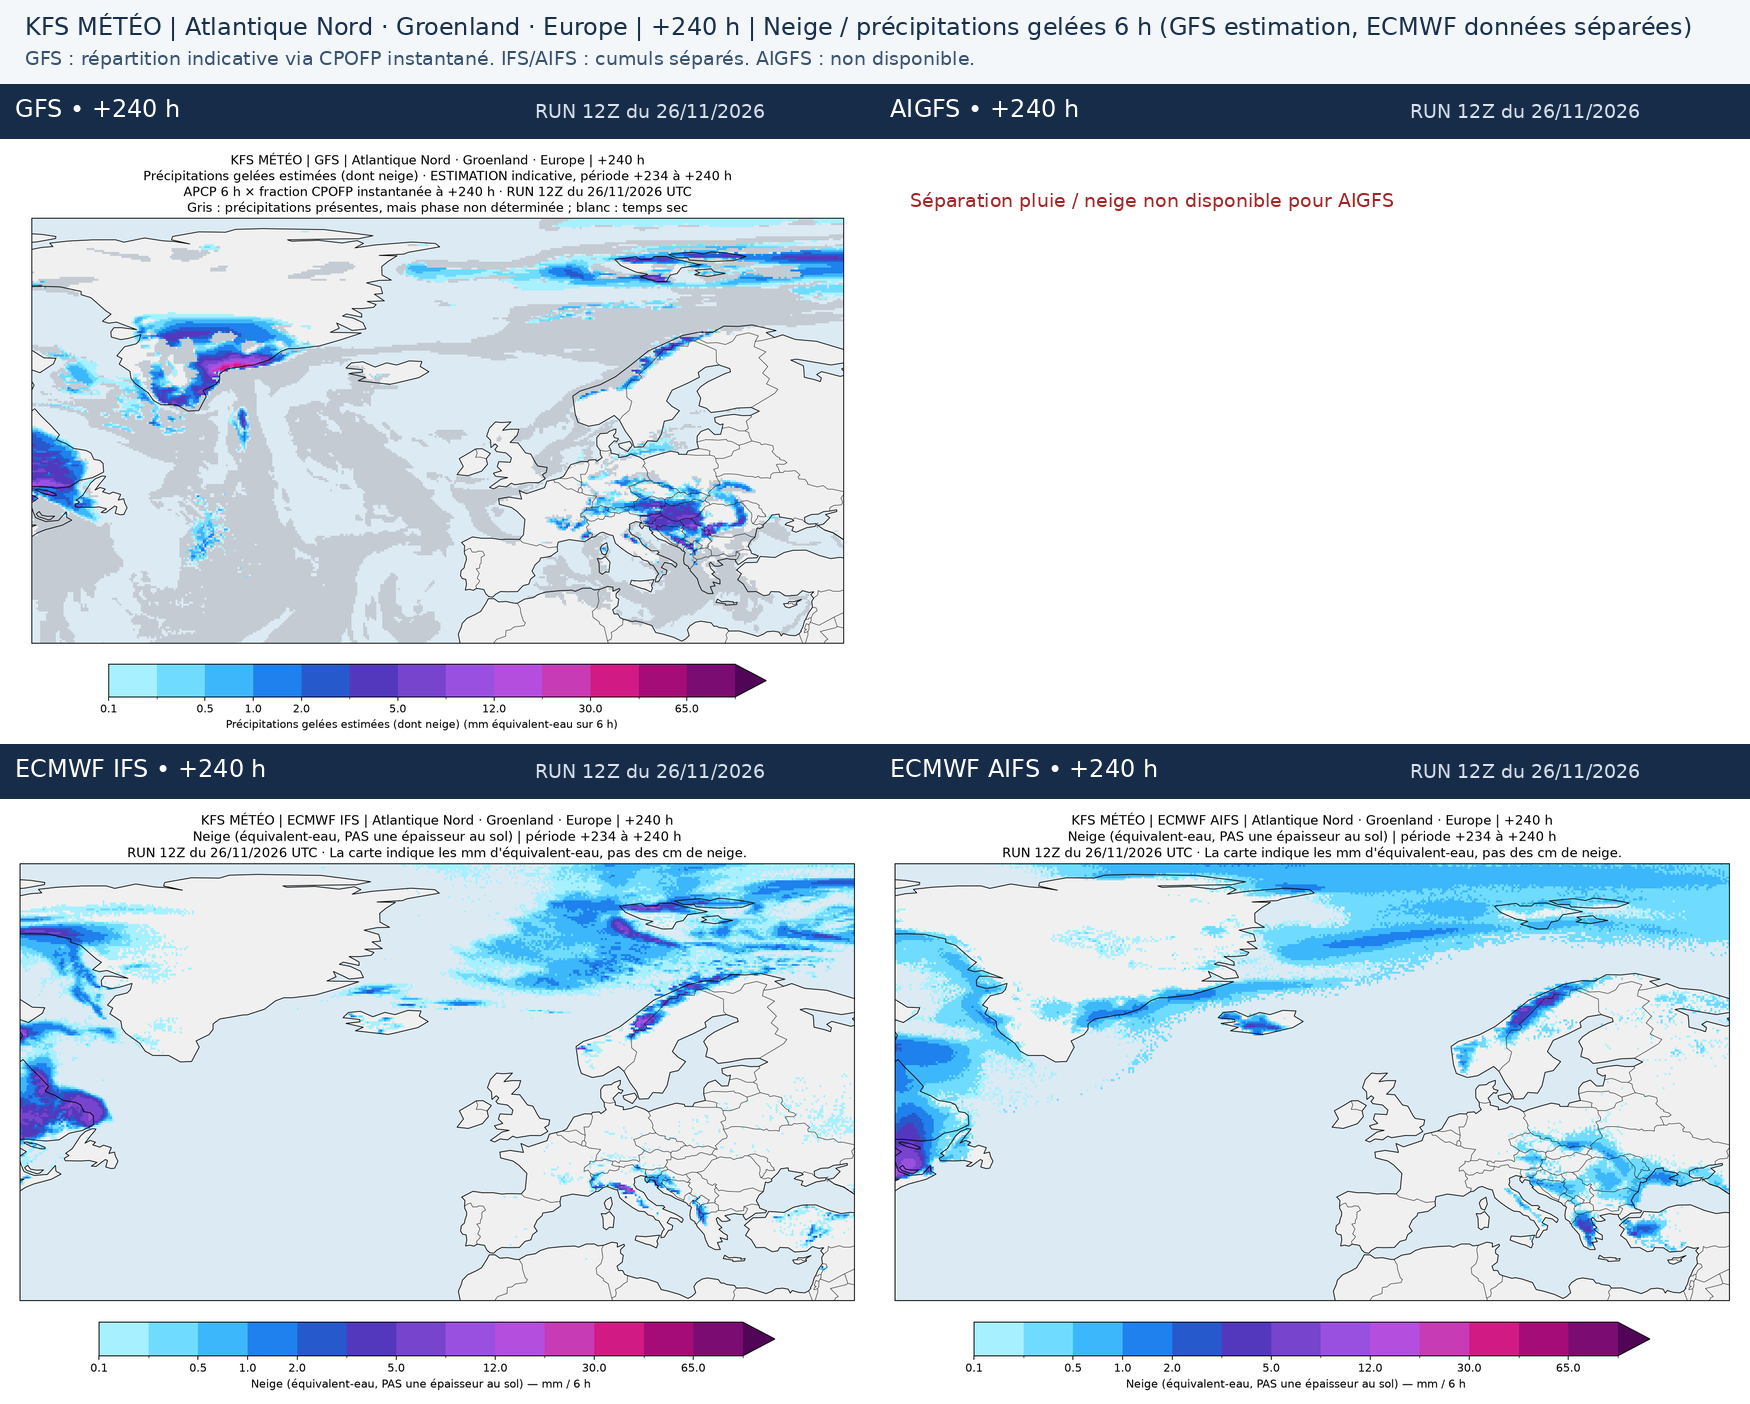 KFS MÉTÉO | Atlantique Nord · Groenland · Europe | +240 h | Neige / précipitations gelées 6 h (GFS estimation, ECMWF données séparées)
GFS : répartition indicative via CPOFP instantané. IFS/AIFS : cumuls séparés. AIGFS : non disponible.
GFS • +240 h
RUN 12Z du 26/11/2026
AIGFS • +240 h
RUN 12Z du 26/11/2026
KFS MÉTÉO | GFS | Atlantique Nord · Groenland · Europe | +240 h
Précipitations gelées estimées (dont neige) · ESTIMATION indicative, période +234 à +240 h
APCP 6 h × fraction CPOFP instantanée à +240 h · RUN 12Z du 26/11/2026 UTC
Gris : précipitations présentes, mais phase non déterminée ; blanc : temps sec
Séparation pluie / neige non disponible pour AIGFS
0.1 0.5 1.0 2.0 5.0 12.0 30.0 65.0
Précipitations gelées estimées (dont neige) (mm équivalent-eau sur 6 h)
ECMWF IFS • +240 h
RUN 12Z du 26/11/2026
ECMWF AIFS • +240 h
RUN 12Z du 26/11/2026
KFS MÉTÉO | ECMWF IFS | Atlantique Nord · Groenland · Europe | +240 h
Neige (équivalent-eau, PAS une épaisseur au sol) | période +234 à +240 h
RUN 12Z du 26/11/2026 UTC · La carte indique les mm d'équivalent-eau, pas des cm de neige.
KFS MÉTÉO | ECMWF AIFS | Atlantique Nord · Groenland · Europe | +240 h
Neige (équivalent-eau, PAS une épaisseur au sol) | période +234 à +240 h
RUN 12Z du 26/11/2026 UTC · La carte indique les mm d'équivalent-eau, pas des cm de neige.
0.1 0.5 1.0 2.0 5.0 12.0 30.0 65.0
Neige (équivalent-eau, PAS une épaisseur au sol) — mm / 6 h
0.1 0.5 1.0 2.0 5.0 12.0 30.0 65.0
Neige (équivalent-eau, PAS une épaisseur au sol) — mm / 6 h